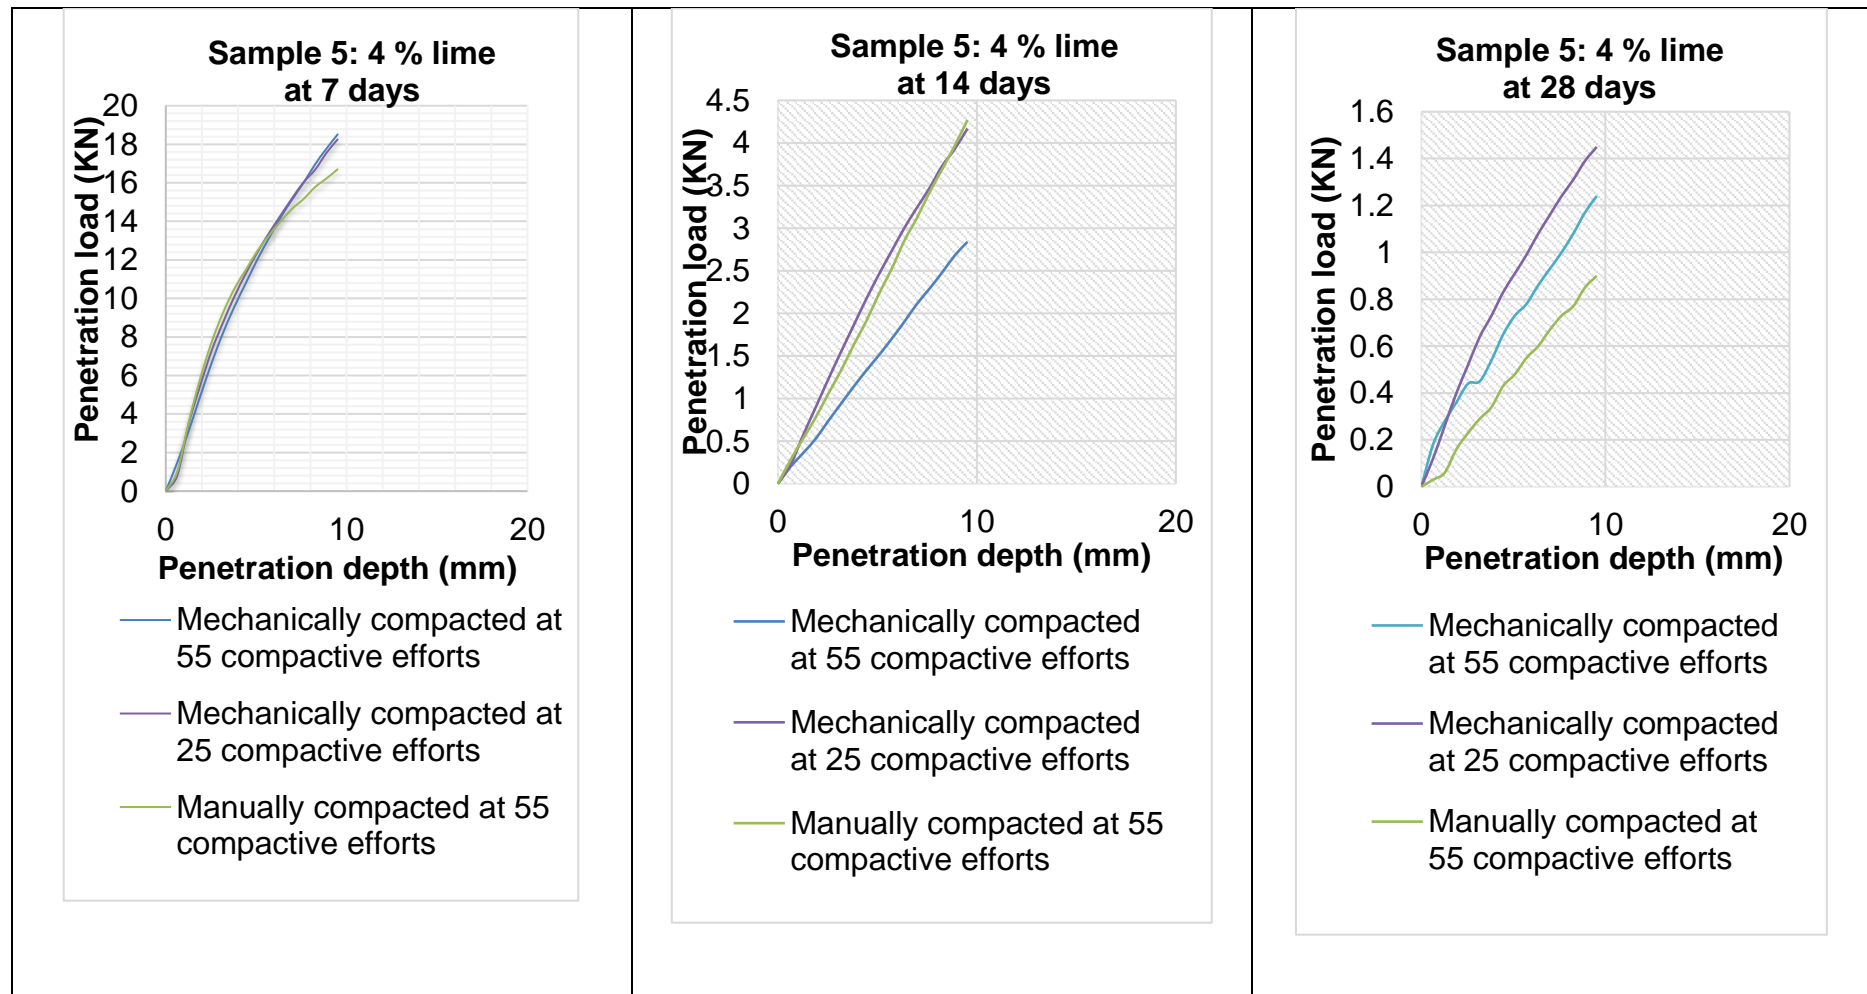 Sample 5: 4 % lime
at 7 days
Penetration load (KN)
20
18
16
14
12
10
8
6
4
2
0
0 10 20
Penetration depth (mm)
Mechanically compacted at
55 compactive efforts
Mechanically compacted at
25 compactive efforts
Manually compacted at 55
compactive efforts
Sample 5: 4 % lime
at 14 days
Penetration load (KN)
4.5
4
3.5
3
2.5
2
1.5
1
0.5
0
0 10 20
Penetration depth (mm)
Mechanically compacted
at 55 compactive efforts
Mechanically compacted
at 25 compactive efforts
Manually compacted at 55
compactive efforts
Sample 5: 4 % lime
at 28 days
Penetration load (KN)
1.6
1.4
1.2
1
0.8
0.6
0.4
0.2
0
0 10 20
Penetration depth (mm)
Mechanically compacted
at 55 compactive efforts
Mechanically compacted
at 25 compactive efforts
Manually compacted at
55 compactive efforts